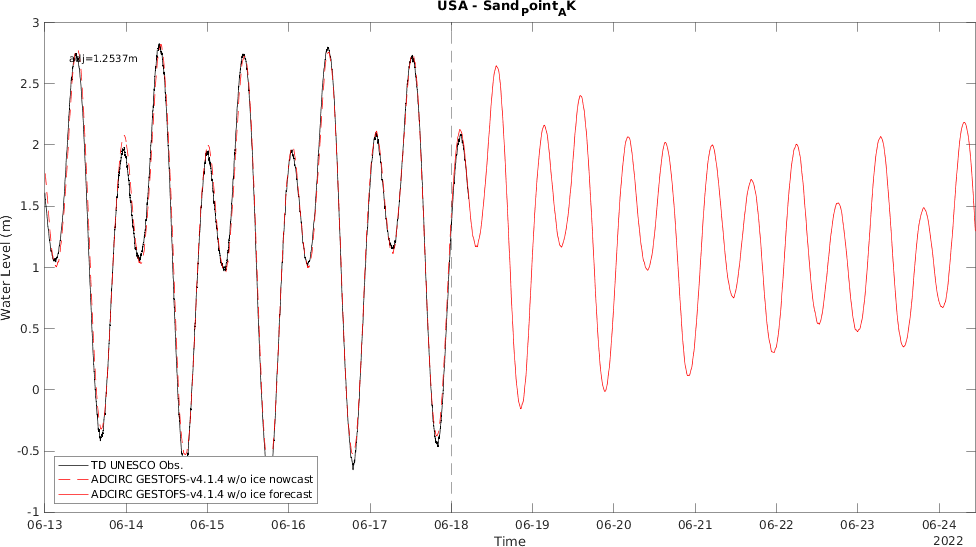 USA - Sand_point_AK
3
adj=1.2537m
2.5
2
1.5
1
0.5
0
-0.5
-1
Water Level (m)
TD UNESCO Obs.
ADCIRC GESTOFS-v4.1.4 w/o ice nowcast
ADCIRC GESTOFS-v4.1.4 w/o ice forecast
06-13 06-14 06-15 06-16 06-17 06-18 06-19 06-20 06-21 06-22 06-23 06-24
Time
2022